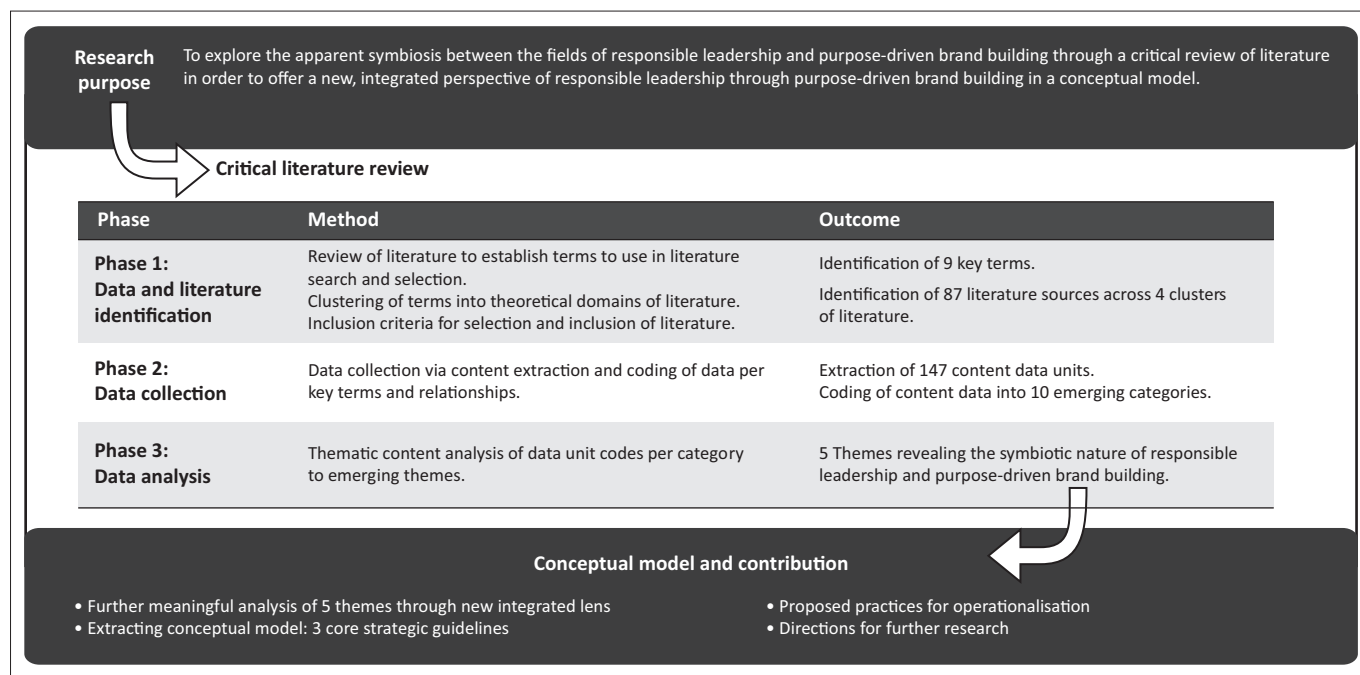 Research
purpose
To explore the apparent symbiosis between the fields of responsible leadership and purpose-driven brand building through a critical review of literature
in order to offer a new, integrated perspective of responsible leadership through purpose-driven brand building in a conceptual model.
Critical literature review
Phase
Method
Outcome
Phase 1:
Data and literature
identification
Review of literature to establish terms to use in literature
search and selection.
Clustering of terms into theoretical domains of literature.
Inclusion criteria for selection and inclusion of literature.
Identification of 9 key terms.
Identification of 87 literature sources across 4 clusters
of literature.
Phase 2:
Data collection
Data collection via content extraction and coding of data per
key terms and relationships.
Extraction of 147 content data units.
Coding of content data into 10 emerging categories.
Phase 3:
Data analysis
Thematic content analysis of data unit codes per category
to emerging themes.
5 Themes revealing the symbiotic nature of responsible
leadership and purpose-driven brand building.
Conceptual model and contribution
• Further meaningful analysis of 5 themes through new integrated lens
• Extracting conceptual model: 3 core strategic guidelines
• Proposed practices for operationalisation
• Directions for further research